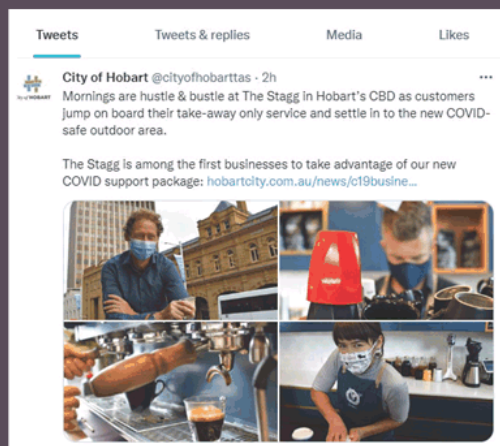 Tweets Tweets & replies Media Likes
City of Hobart @cityofhobarttas · 2h
Mornings are hustle & bustle at The Stagg in Hobart's CBD as customers
jump on board their take-away only service and settle in to the new COVID-
safe outdoor area.
The Stagg is among the first businesses to take advantage of our new
COVID support package: hobartcity.com.au/news/c19busine...
City of HOBART